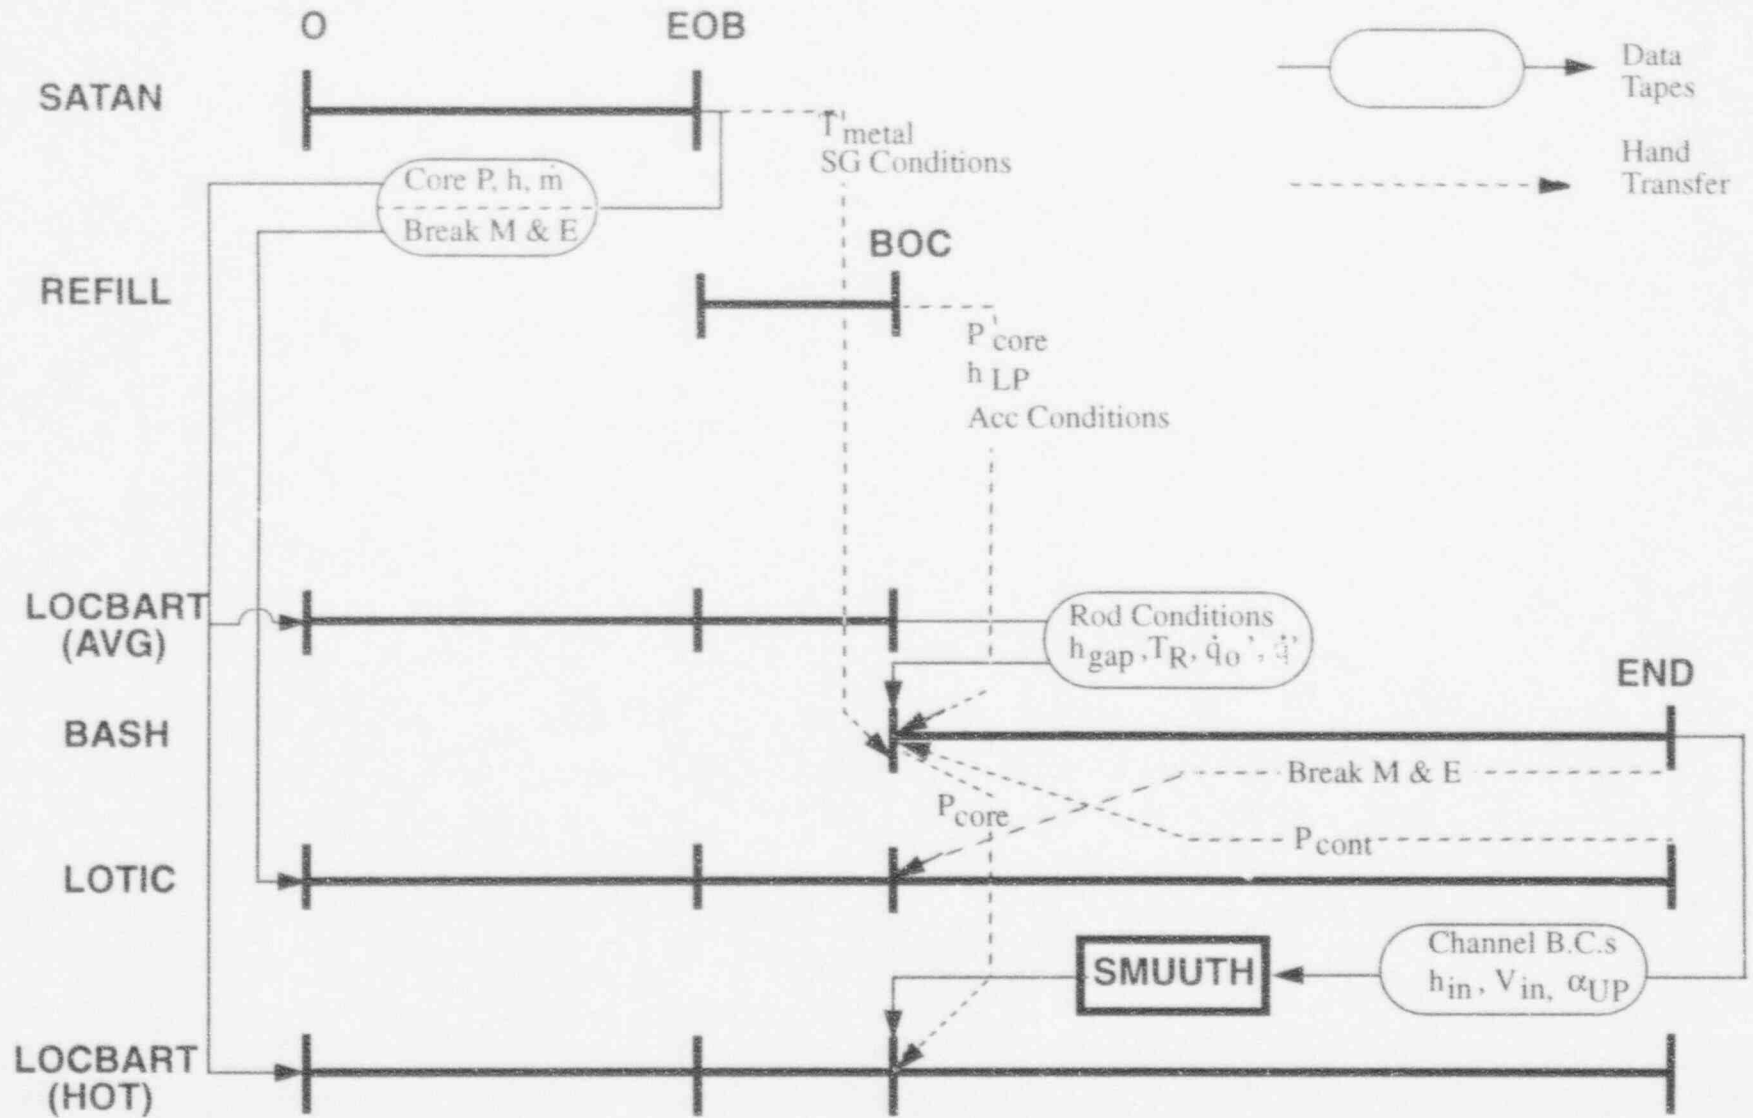 O
EOB
SATAN
Data
Tapes
Hand
Transfer
T metal
SG Conditions
Core P, h, ṁ
Break M & E
BOC
REFILL
P core
h LP
Acc Conditions
LOCBART
(AVG)
Rod Conditions
h gap , T R, q̇ o ', q̇ '
END
BASH
Break M & E
P core
P cont
LOTIC
Channel B.C.s
h in , V in, α UP
SMUUTH
LOCBART
(HOT)